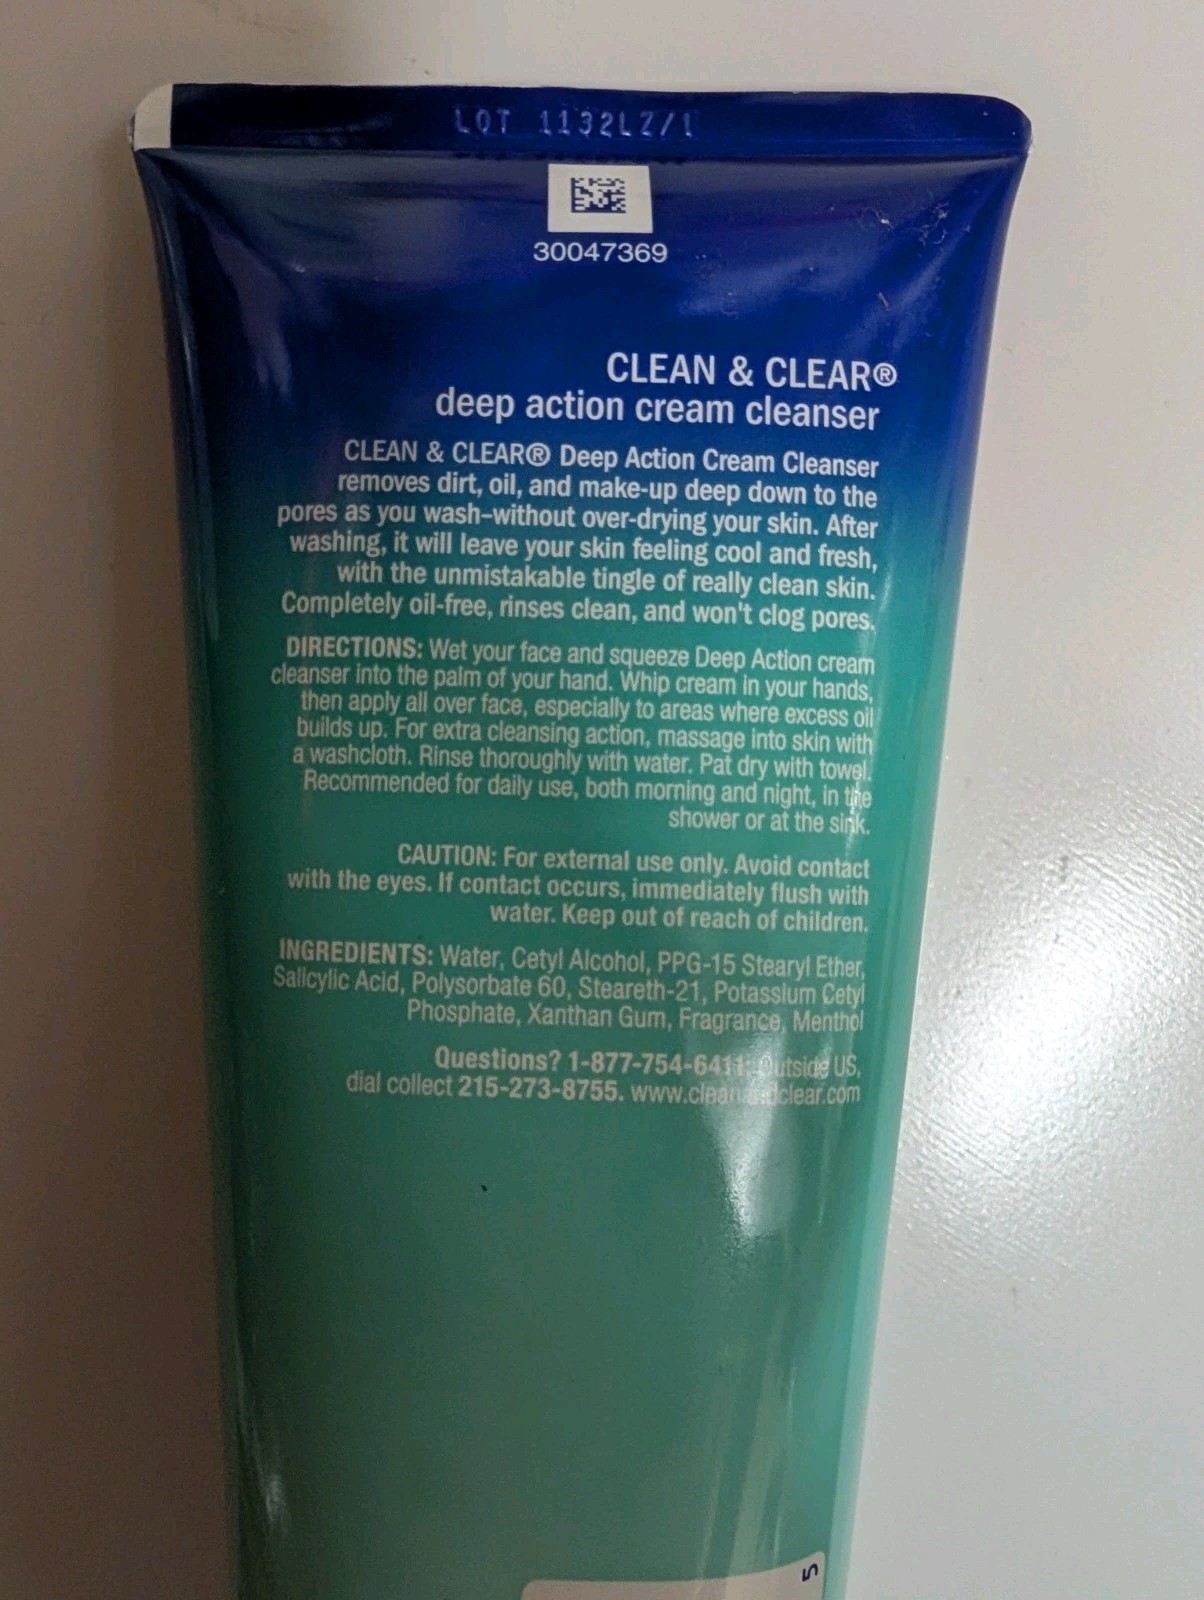 LOT 1132LZ/1
30047369
CLEAN & CLEAR®
deep action cream cleanser
CLEAN & CLEAR® Deep Action Cream Cleanser
removes dirt, oil, and make-up deep down to the
pores as you wash–without over-drying your skin. After
washing, it will leave your skin feeling cool and fresh,
with the unmistakable tingle of really clean skin.
Completely oil-free, rinses clean, and won't clog pores.
DIRECTIONS: Wet your face and squeeze Deep Action cream
cleanser into the palm of your hand. Whip cream in your hands,
then apply all over face, especially to areas where excess oil
builds up. For extra cleansing action, massage into skin with
a washcloth. Rinse thoroughly with water. Pat dry with towel.
Recommended for daily use, both morning and night, in the
shower or at the sink.
CAUTION: For external use only. Avoid contact
with the eyes. If contact occurs, immediately flush with
water. Keep out of reach of children.
INGREDIENTS: Water, Cetyl Alcohol, PPG-15 Stearyl Ether,
Salicylic Acid, Polysorbate 60, Steareth-21, Potassium Cetyl
Phosphate, Xanthan Gum, Fragrance, Menthol
Questions? 1-877-754-6411; Outside US,
dial collect 215-273-8755. www.cleanandclear.com
5